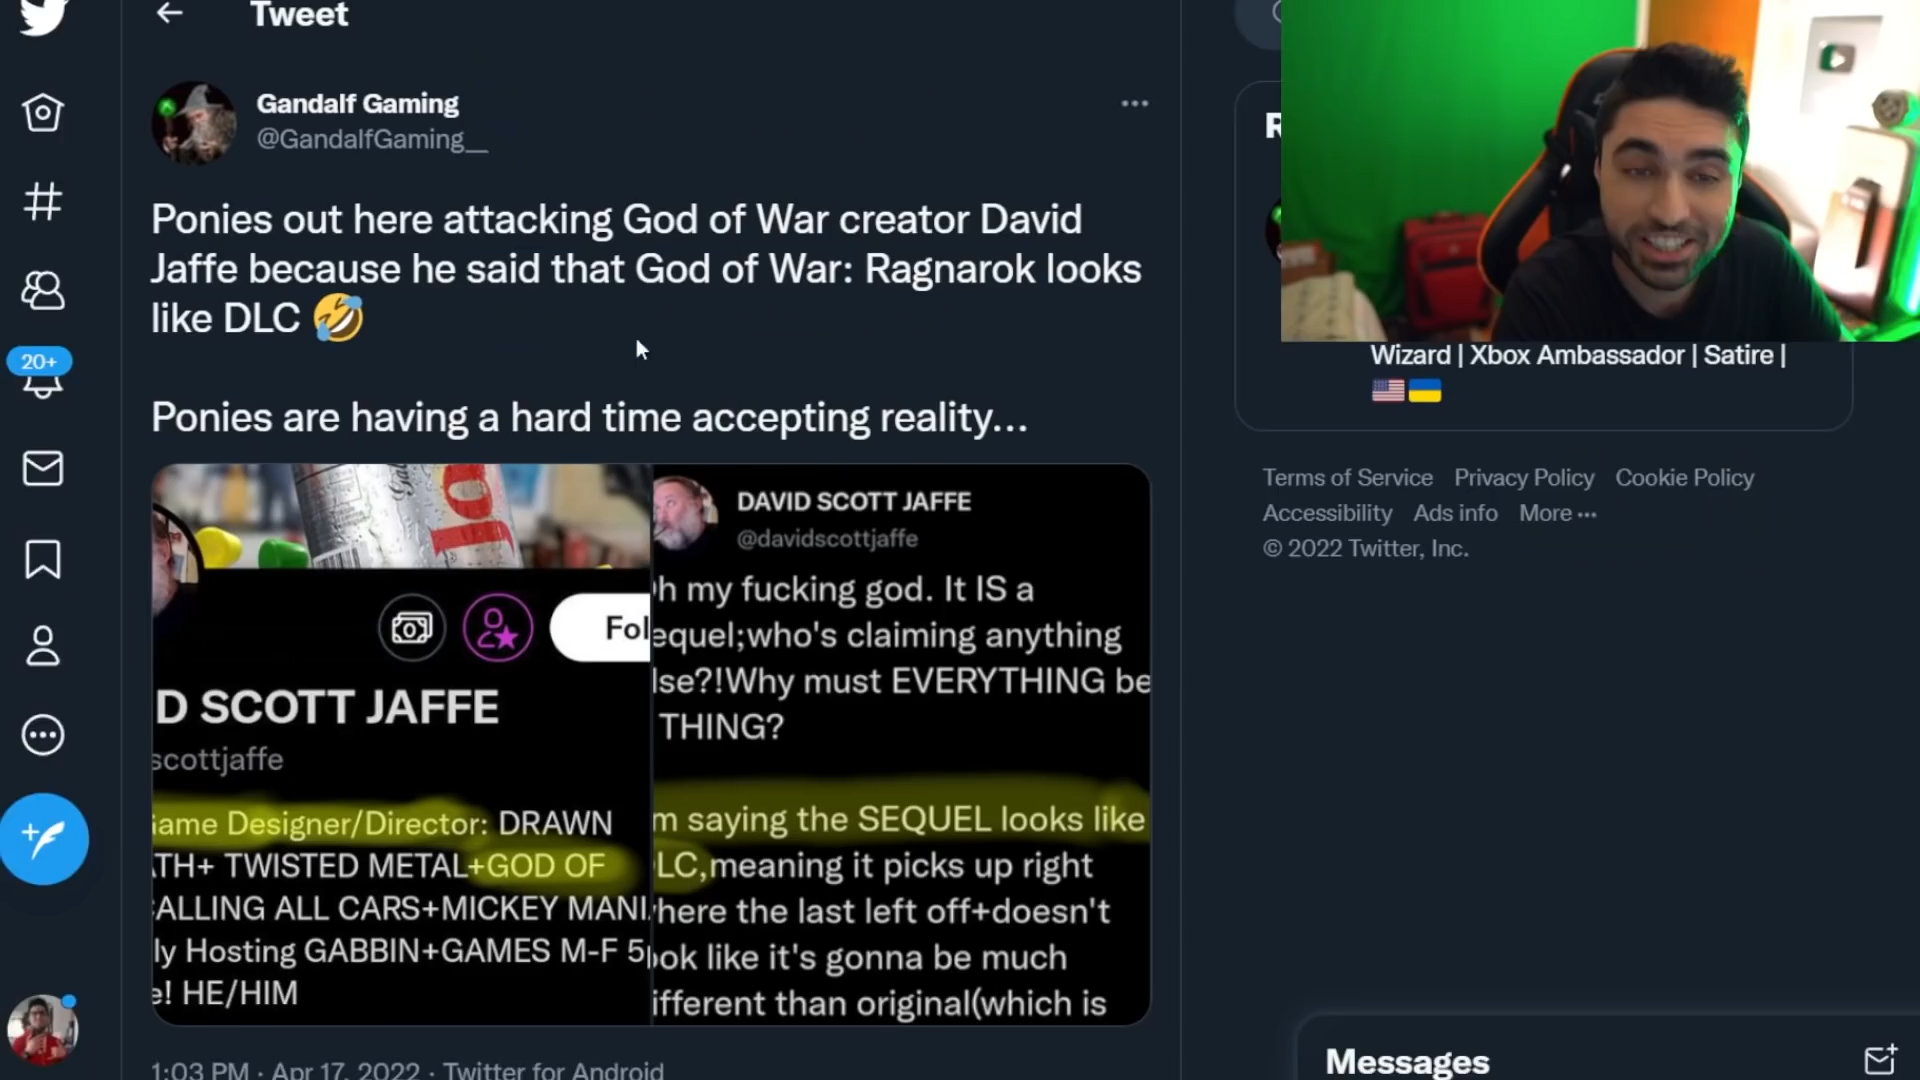 Tweet
Gandalf Gaming
@GandalfGaming__
Ponies out here attacking God of War creator David
Jaffe because he said that God of War: Ragnarok looks
like DLC 🤣
Ponies are having a hard time accepting reality...
Fol
D SCOTT JAFFE
scottjaffe
Game Designer/Director: DRAWN
ATH+ TWISTED METAL+GOD OF
CALLING ALL CARS+MICKEY MANI
ly Hosting GABBIN+GAMES M-F 5p
e! HE/HIM
DAVID SCOTT JAFFE
@davidscottjaffe
h my fucking god. It IS a
equel;who's claiming anything
lse?!Why must EVERYTHING be
THING?
m saying the SEQUEL looks like
LC,meaning it picks up right
where the last left off+doesn't
ook like it's gonna be much
ifferent than original(which is
1:03 PM · Apr 17, 2022 · Twitter for Android
20+
R
Wizard | Xbox Ambassador | Satire |
🇺🇸🇺🇦
Terms of Service Privacy Policy Cookie Policy
Accessibility Ads info More ···
© 2022 Twitter, Inc.
Messages